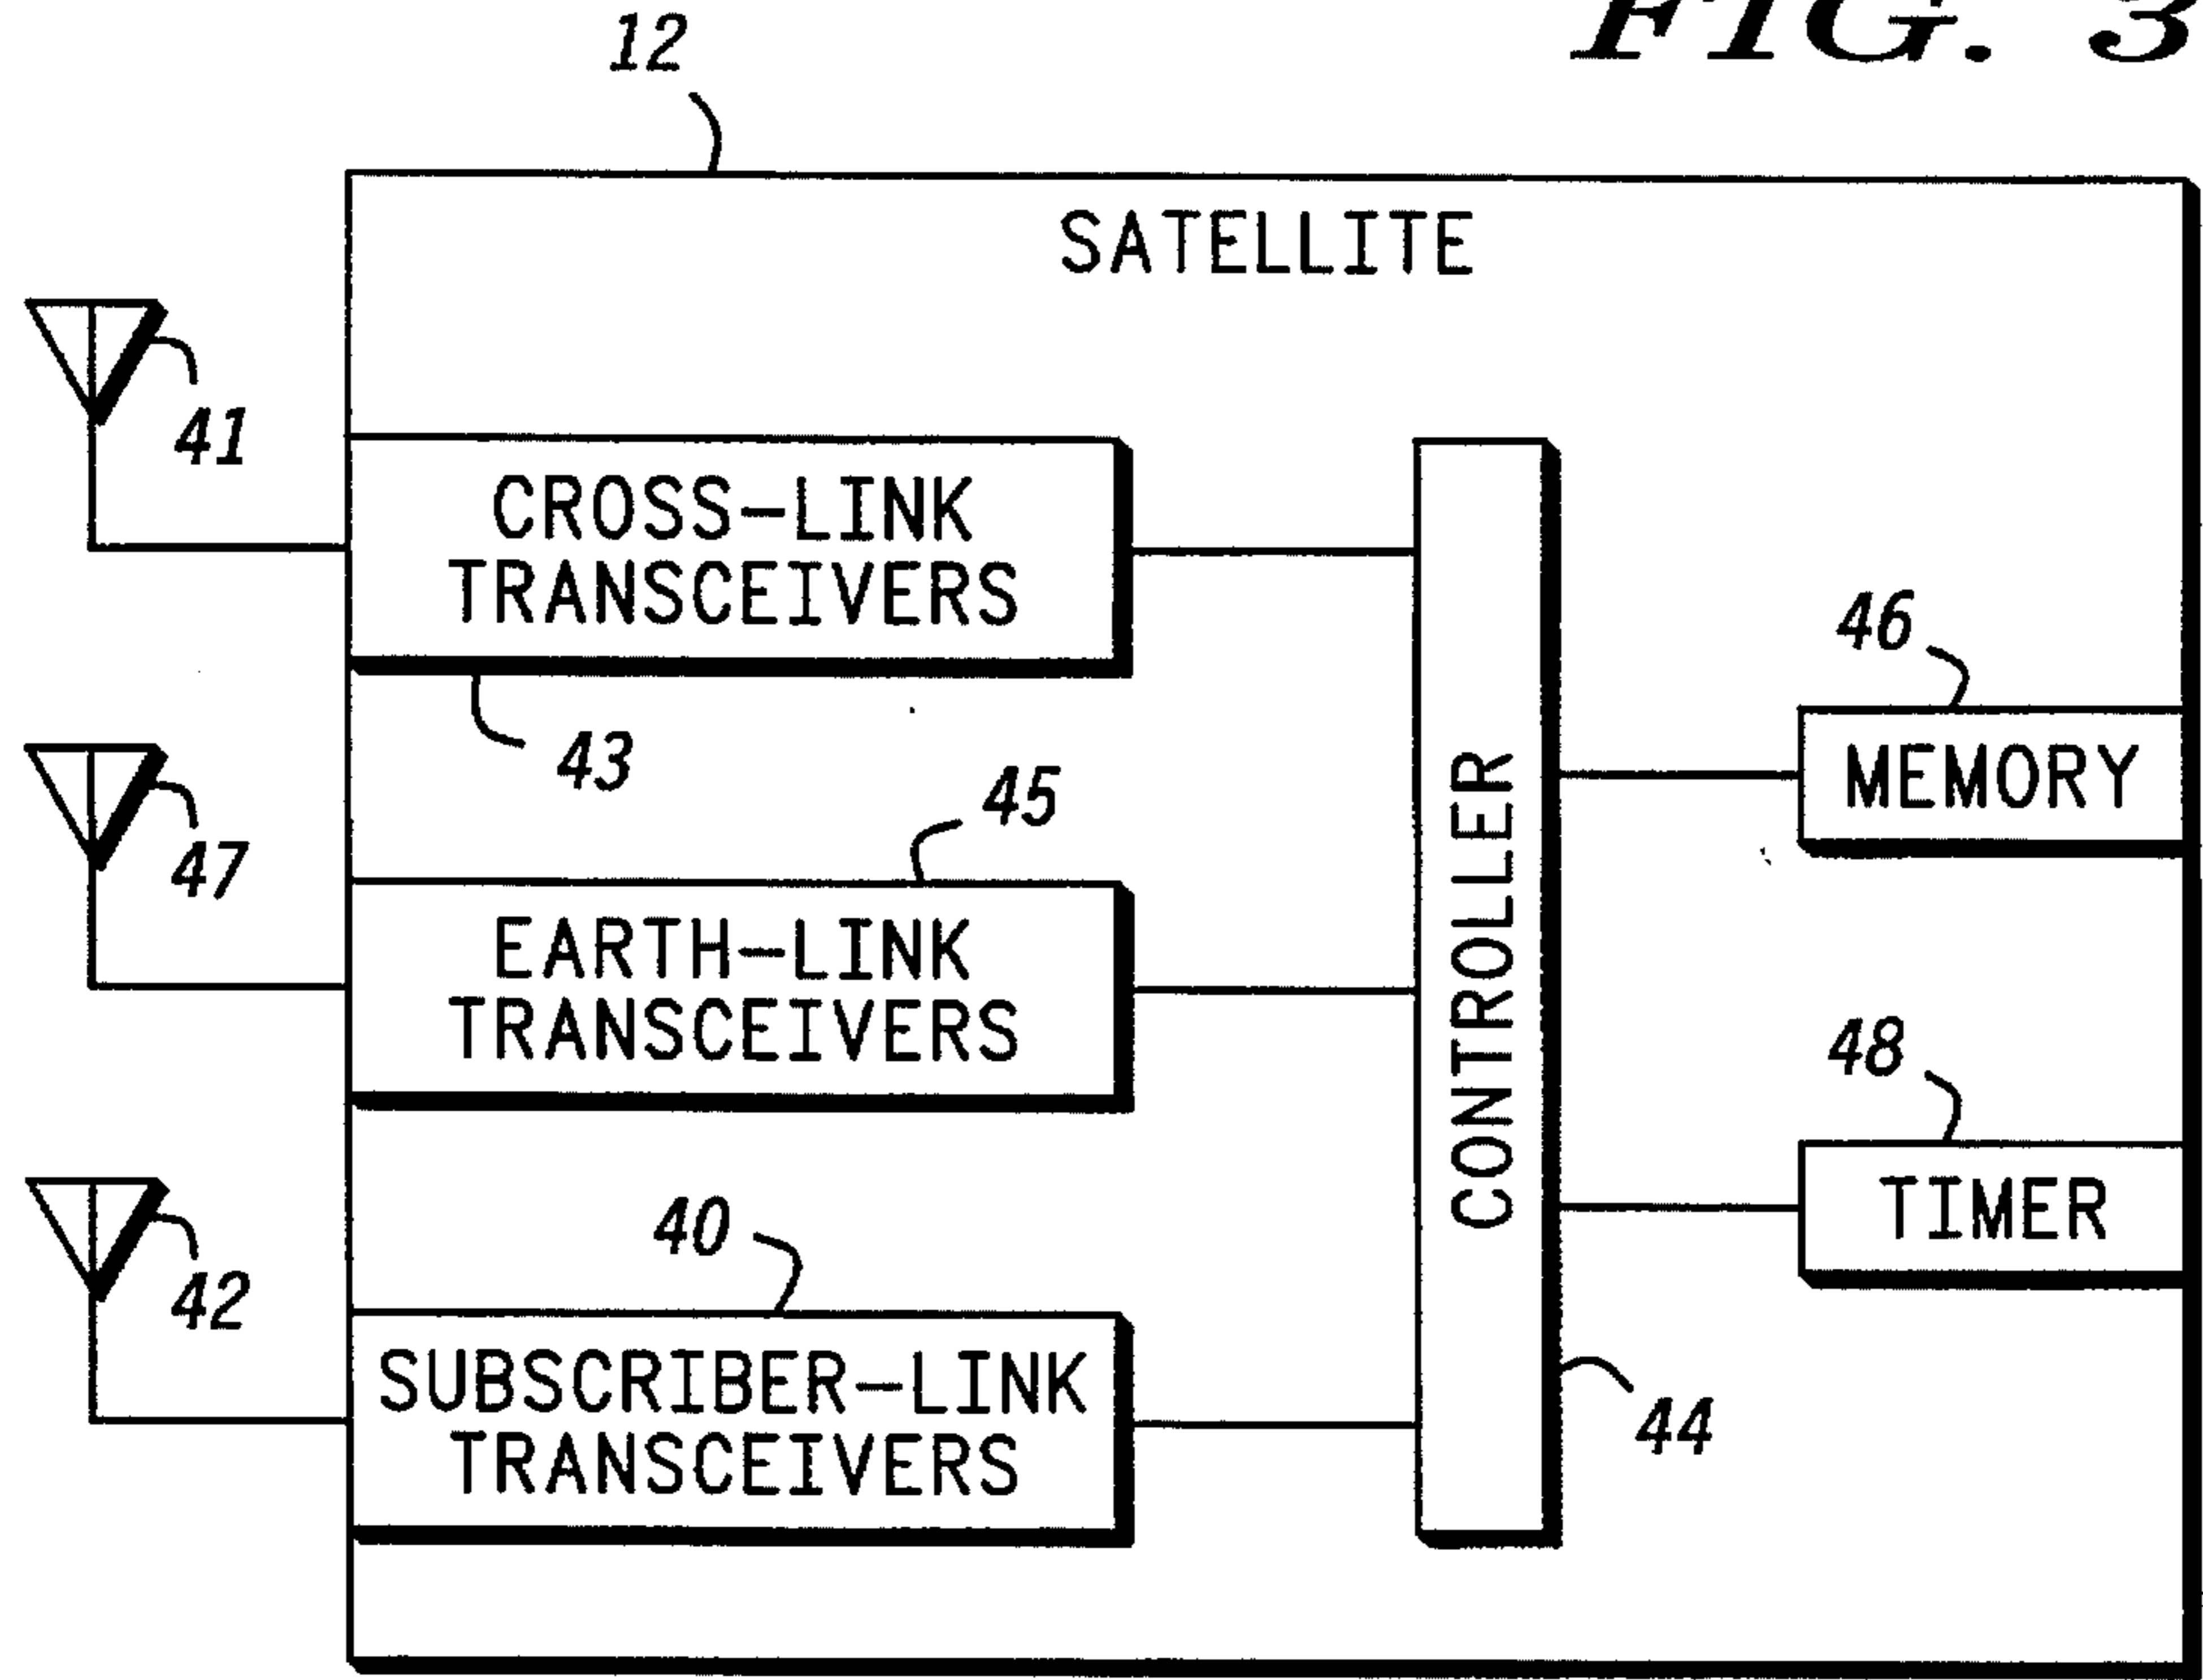 FIG. 3
12
SATELLITE
41
CROSS-LINK
TRANSCEIVERS
43
46
MEMORY
47
45
EARTH-LINK
TRANSCEIVERS
CONTROLLER
48
TIMER
42
40
SUBSCRIBER-LINK
TRANSCEIVERS
44